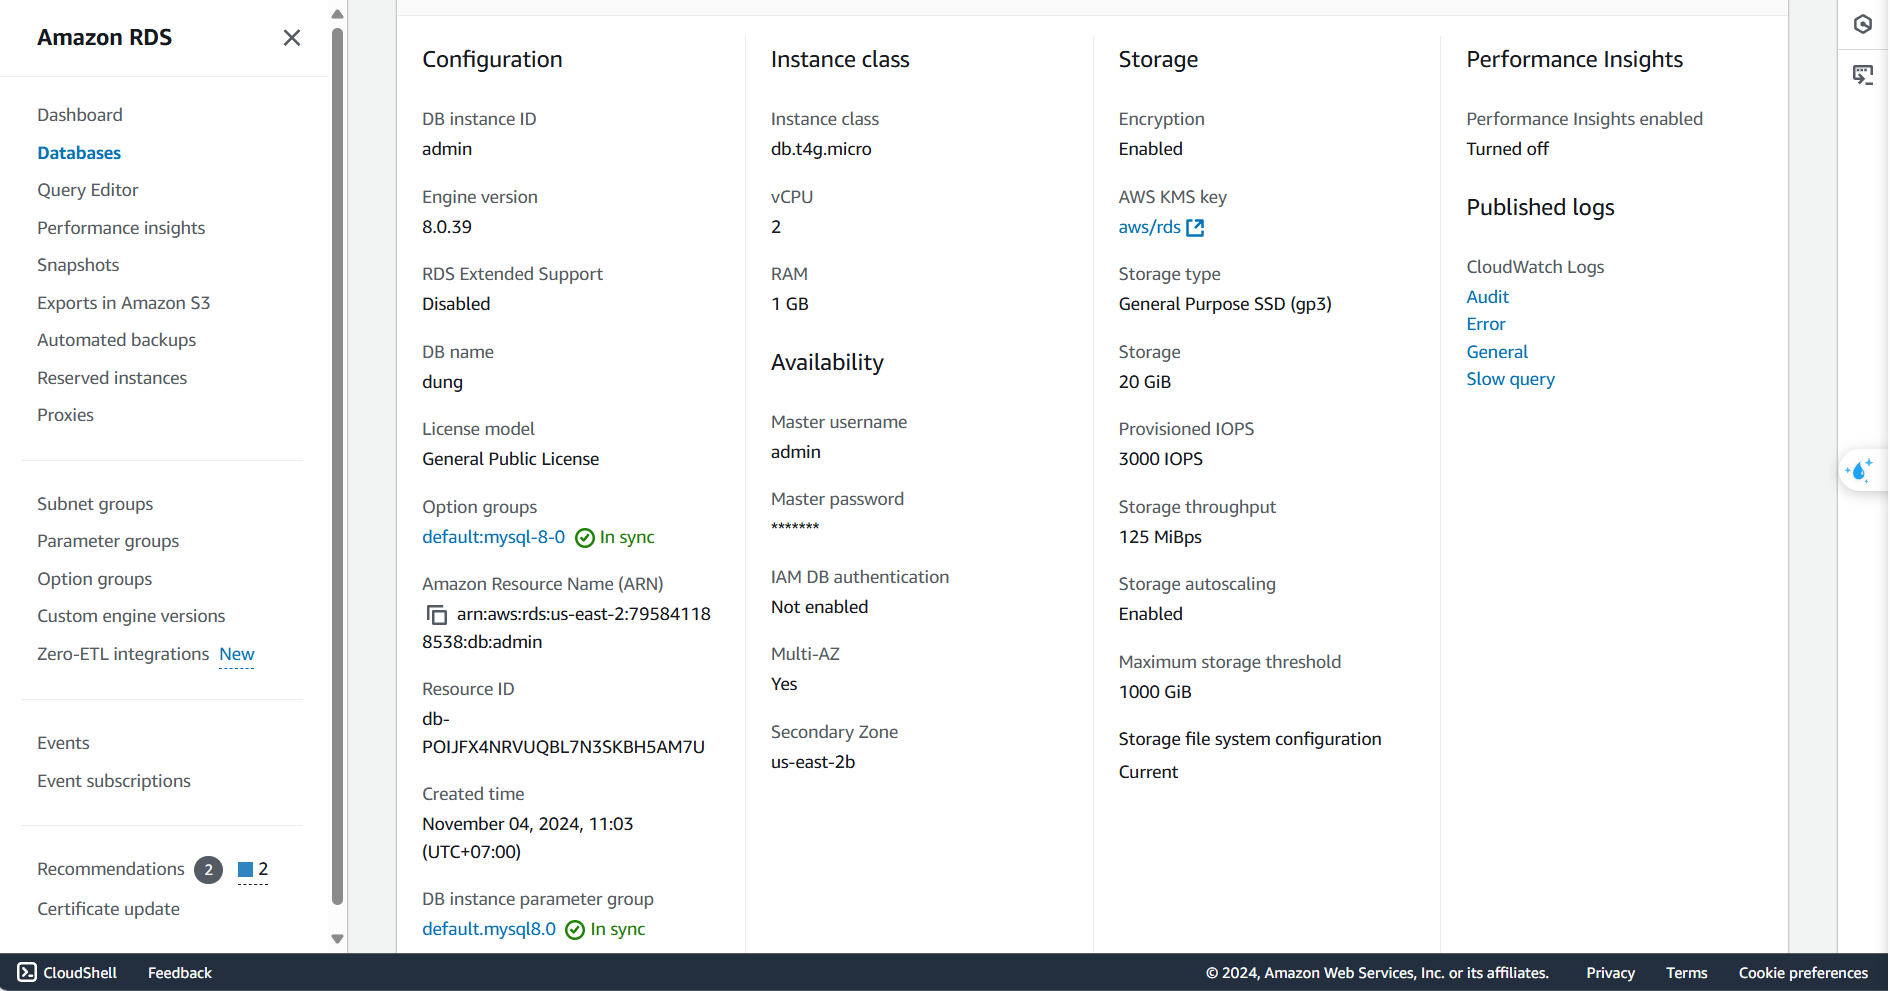 Amazon RDS
Dashboard
Databases
Query Editor
Performance insights
Snapshots
Exports in Amazon S3
Automated backups
Reserved instances
Proxies
Subnet groups
Parameter groups
Option groups
Custom engine versions
Zero-ETL integrations New
Events
Event subscriptions
Recommendations 2 2
Certificate update
Configuration
DB instance ID
admin
Engine version
8.0.39
RDS Extended Support
Disabled
DB name
dung
License model
General Public License
Option groups
default:mysql-8-0 In sync
Amazon Resource Name (ARN)
arn:aws:rds:us-east-2:79584118
8538:db:admin
Resource ID
db-
POIJFX4NRVUQBL7N3SKBH5AM7U
Created time
November 04, 2024, 11:03
(UTC+07:00)
DB instance parameter group
default.mysql8.0 In sync
Instance class
Instance class
db.t4g.micro
vCPU
2
RAM
1 GB
Availability
Master username
admin
Master password
*******
IAM DB authentication
Not enabled
Multi-AZ
Yes
Secondary Zone
us-east-2b
Storage
Encryption
Enabled
AWS KMS key
aws/rds
Storage type
General Purpose SSD (gp3)
Storage
20 GiB
Provisioned IOPS
3000 IOPS
Storage throughput
125 MiBps
Storage autoscaling
Enabled
Maximum storage threshold
1000 GiB
Storage file system configuration
Current
Performance Insights
Performance Insights enabled
Turned off
Published logs
CloudWatch Logs
Audit
Error
General
Slow query
CloudShell Feedback © 2024, Amazon Web Services, Inc. or its affiliates. Privacy Terms Cookie preferences